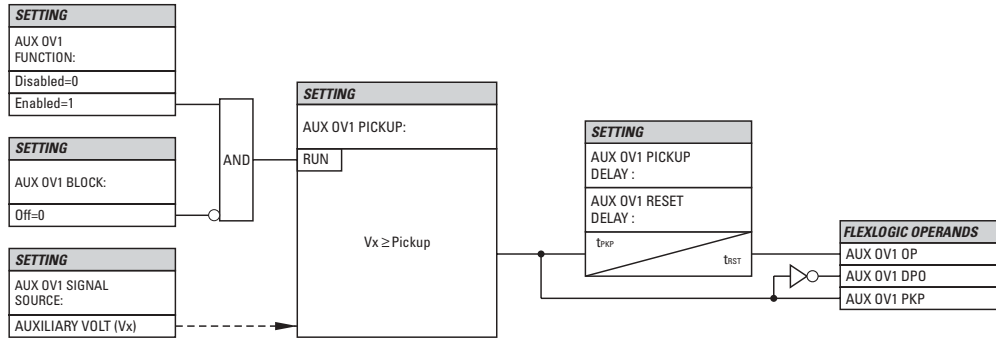 SETTING
AUX OV1
FUNCTION:
Disabled=0
Enabled=1
SETTING
AUX OV1 BLOCK:
Off=0
SETTING
AUX OV1 SIGNAL
SOURCE:
AUXILIARY VOLT (Vx)
AND
SETTING
AUX OV1 PICKUP:
RUN
Vx ≥ Pickup
SETTING
AUX OV1 PICKUP
DELAY :
AUX OV1 RESET
DELAY :
tPKP
tRST
FLEXLOGIC OPERANDS
AUX OV1 OP
AUX OV1 DPO
AUX OV1 PKP